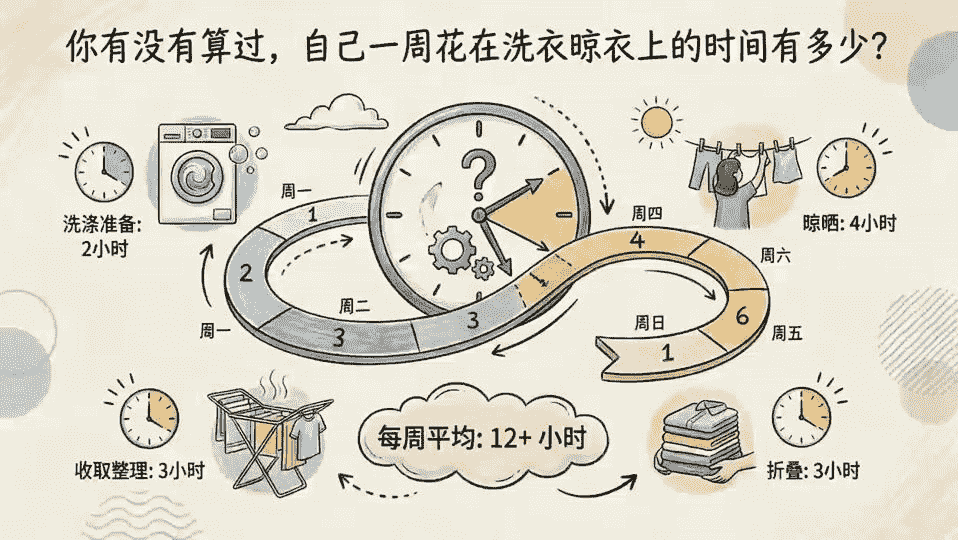 你有没有算过，自己一周花在洗衣晾衣上的时间有多少？
洗涤准备：
2小时
晾晒：4小时
周一
1
2
周一
周二
3
3
1
周四
4
周六
6
周五
周日
1
?
每周平均：12+ 小时
收取整理：3小时
折叠：3小时